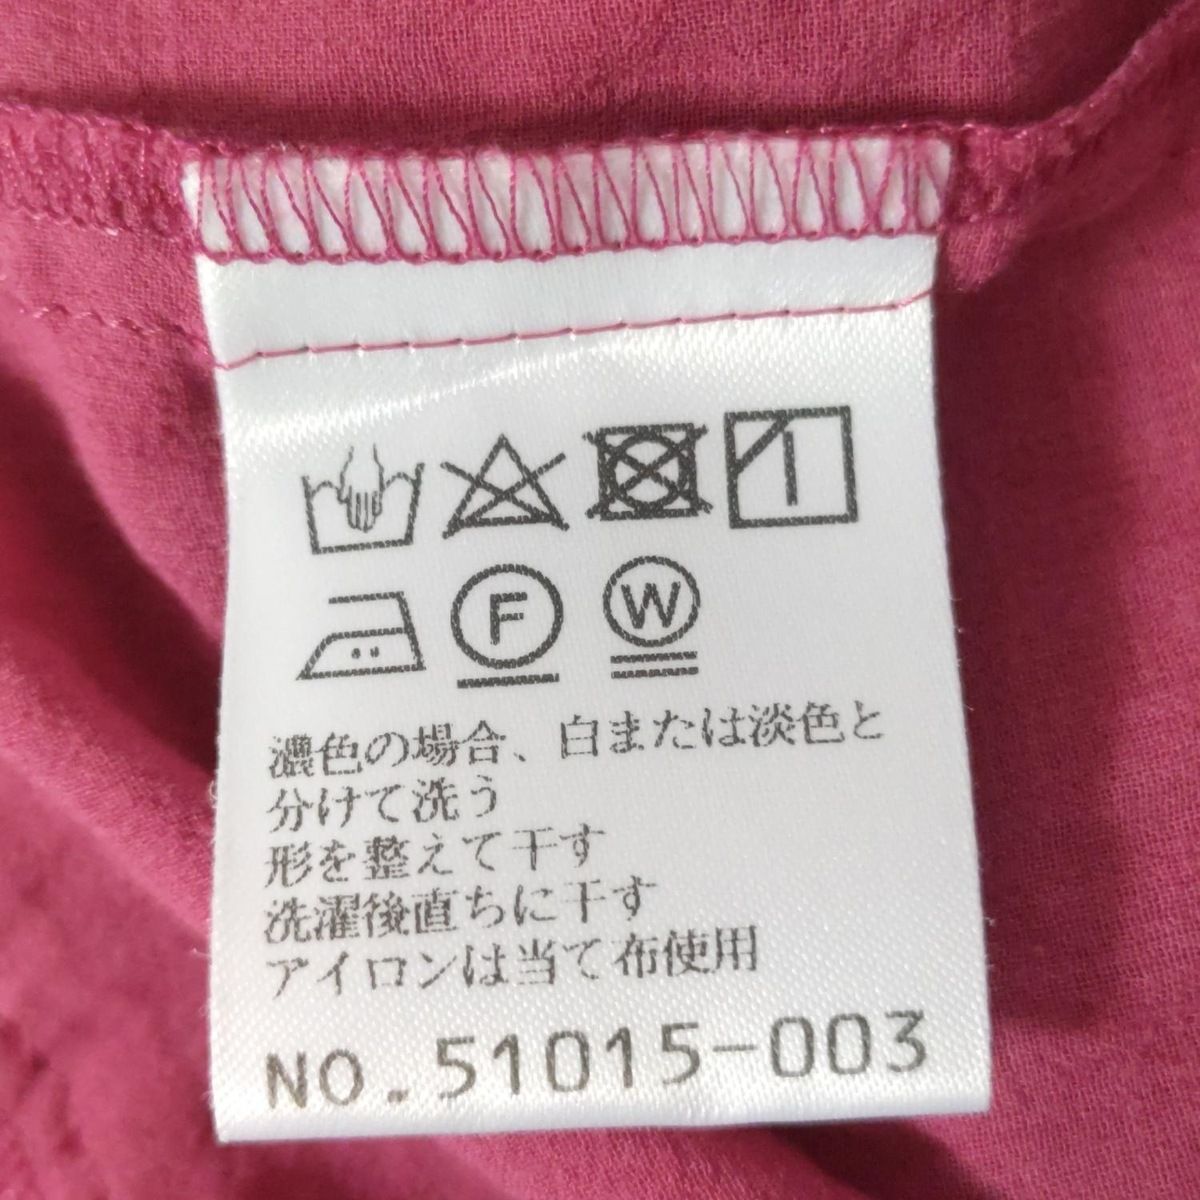 F W
濃色の場合、白または淡色と
分けて洗う
形を整えて干す
洗濯後直ちに干す
アイロンは当て布使用
NO.51015-003